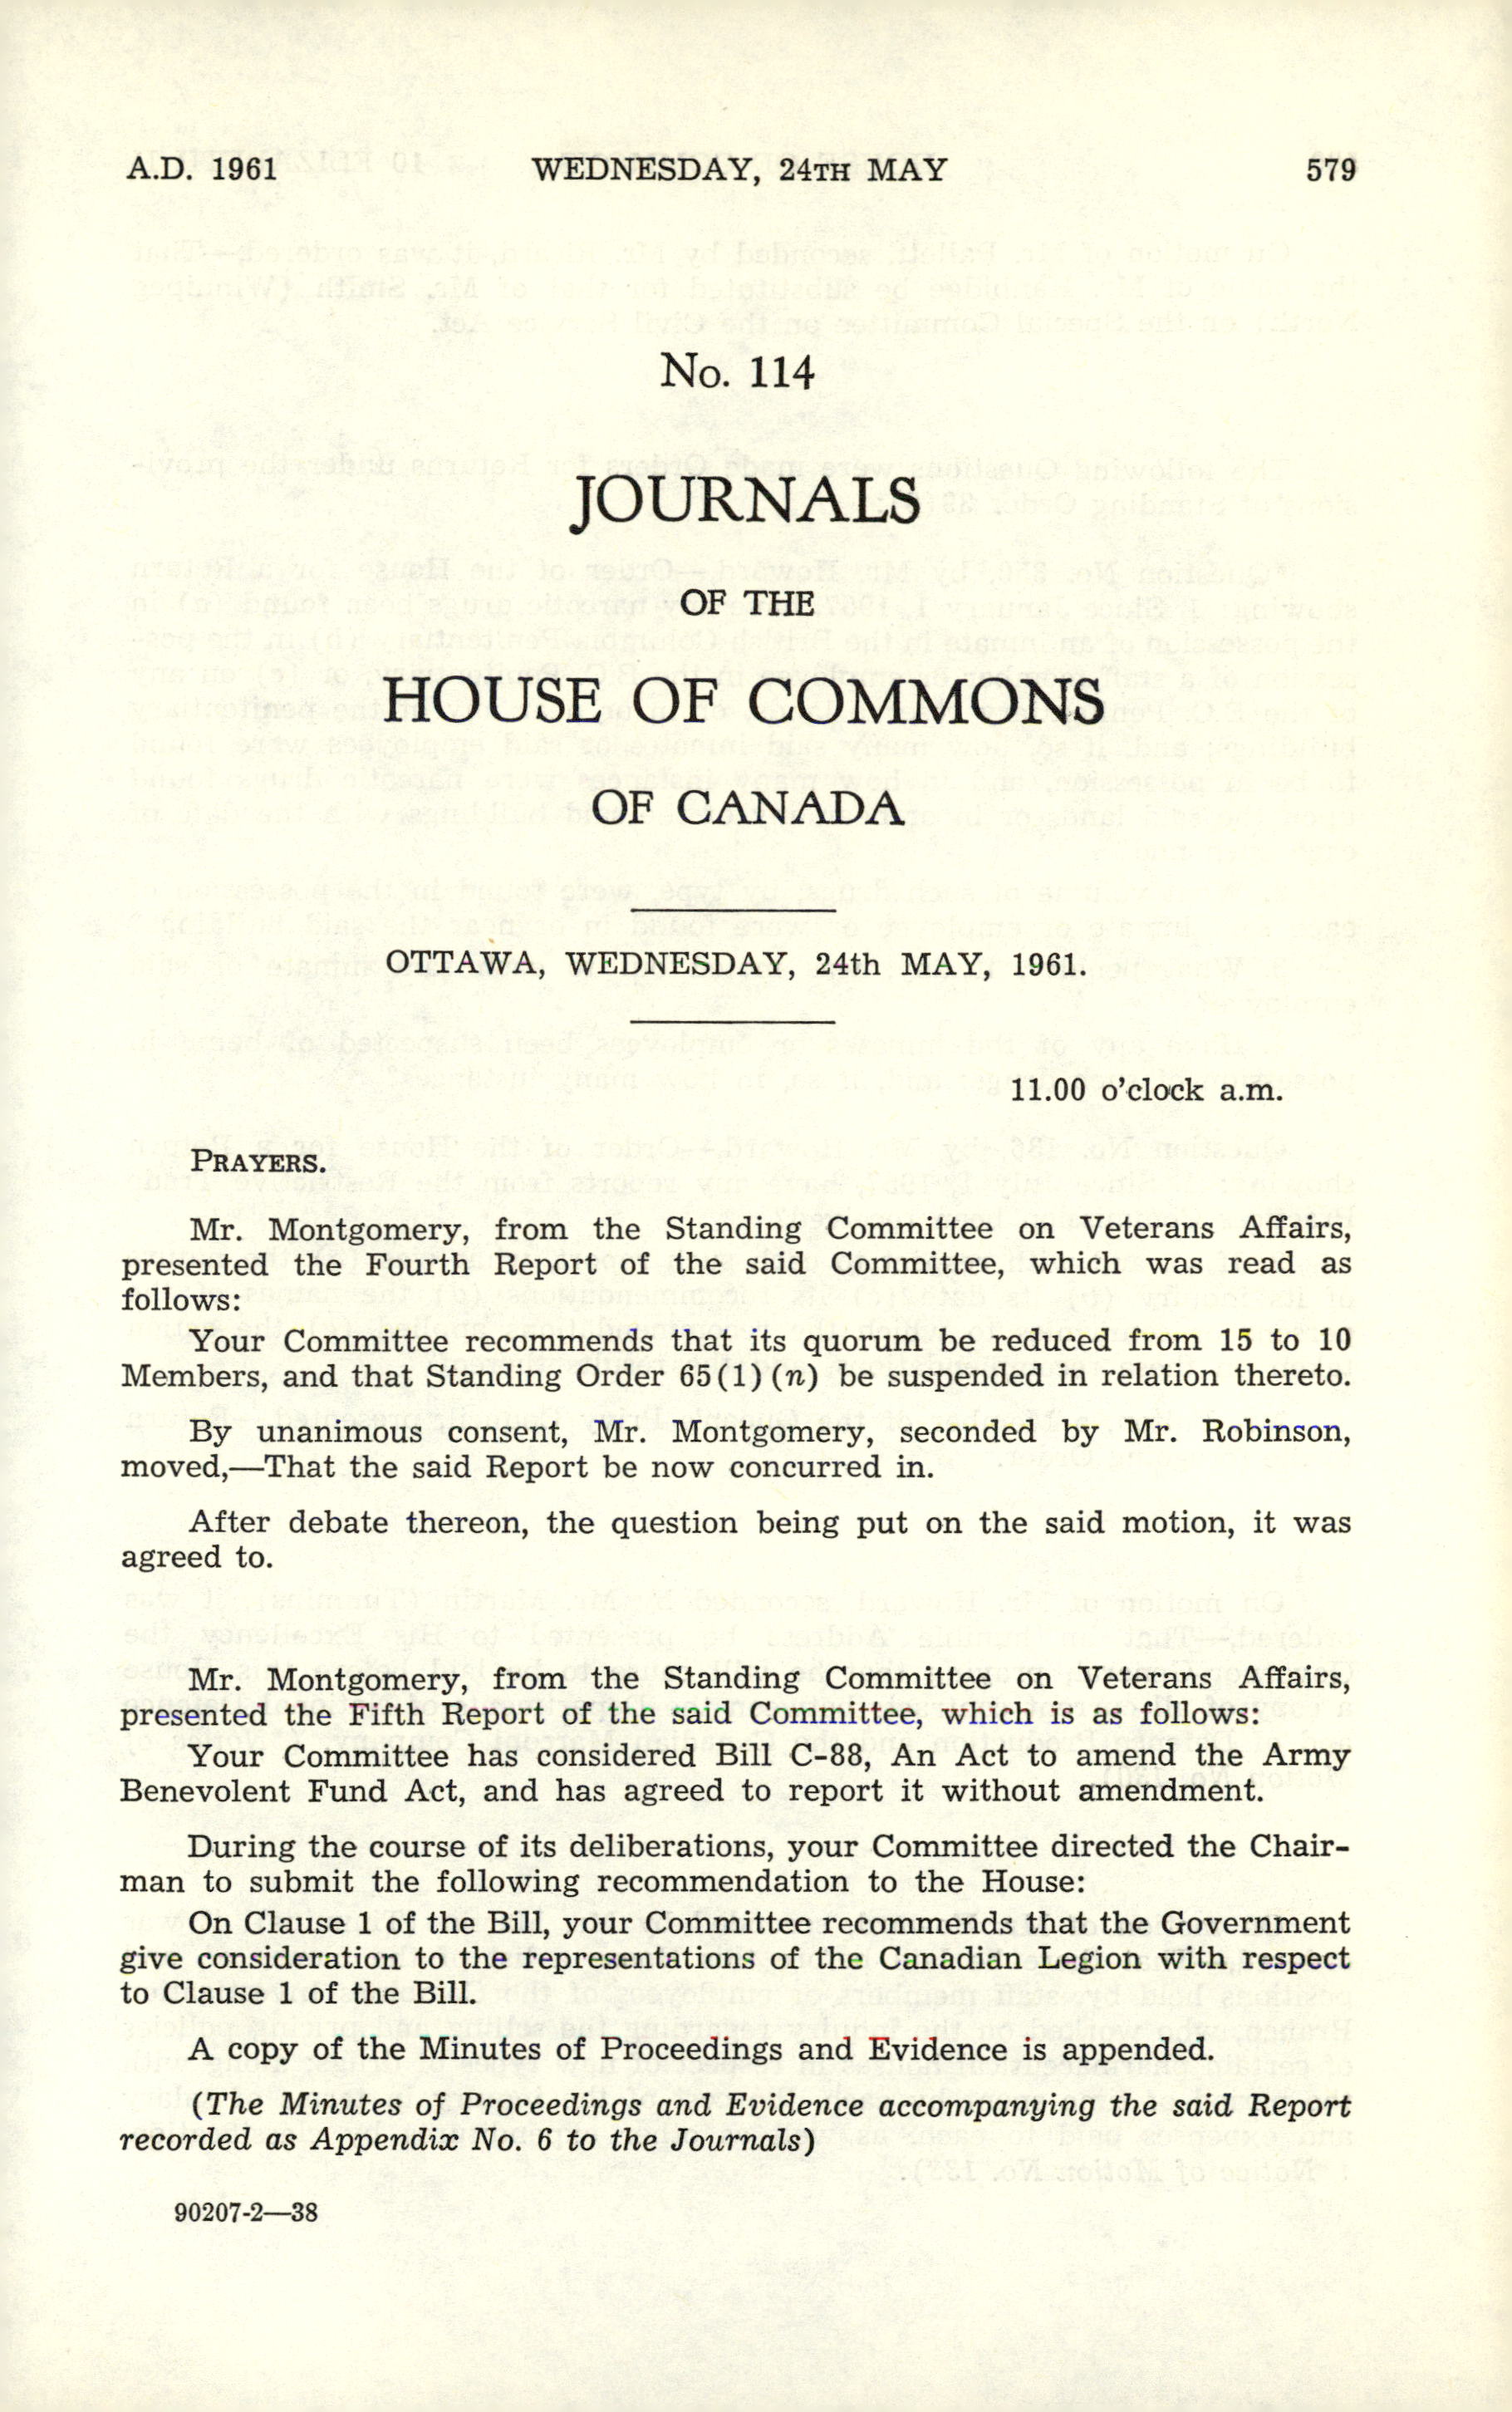 A.D. 1961 WEDNESDAY, 24TH MAY 579
No. 114
JOURNALS
OF THE
HOUSE OF COMMONS
OF CANADA
OTTAWA, WEDNESDAY, 24th MAY, 1961.
11.00 o'clock a.m.
PRAYERS.
Mr. Montgomery, from the Standing Committee on Veterans Affairs,
presented the Fourth Report of the said Committee, which was read as
follows:
Your Committee recommends that its quorum be reduced from 15 to 10
Members, and that Standing Order 65(1)(n) be suspended in relation thereto.
By unanimous consent, Mr. Montgomery, seconded by Mr. Robinson,
moved,—That the said Report be now concurred in.
After debate thereon, the question being put on the said motion, it was
agreed to.
Mr. Montgomery, from the Standing Committee on Veterans Affairs,
presented the Fifth Report of the said Committee, which is as follows:
Your Committee has considered Bill C-88, An Act to amend the Army
Benevolent Fund Act, and has agreed to report it without amendment.
During the course of its deliberations, your Committee directed the Chair-
man to submit the following recommendation to the House:
On Clause 1 of the Bill, your Committee recommends that the Government
give consideration to the representations of the Canadian Legion with respect
to Clause 1 of the Bill.
A copy of the Minutes of Proceedings and Evidence is appended.
(The Minutes of Proceedings and Evidence accompanying the said Report
recorded as Appendix No. 6 to the Journals)
90207-2—38